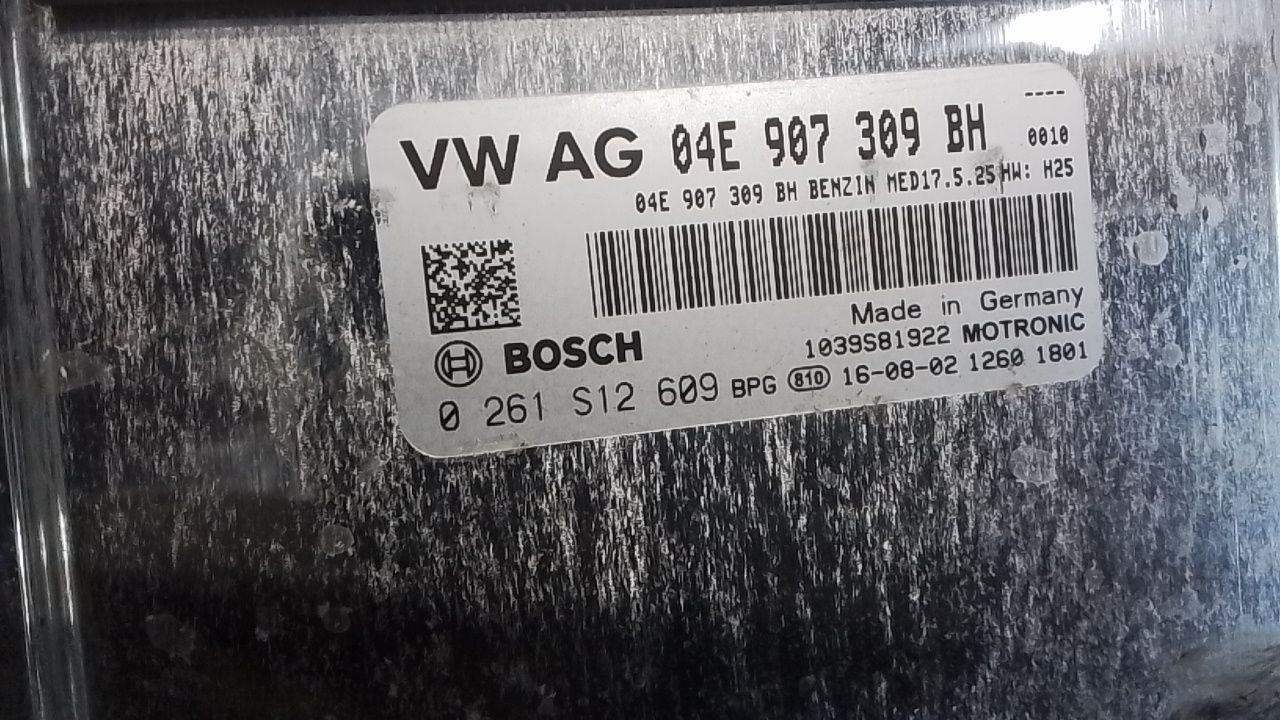 ----
VW AG 04E 907 309 BH 0010
04E 907 309 BH BENZIN MED17.5.25 HW: H25
Made in Germany
BOSCH 1039S81922 MOTRONIC
0 261 S12 609 BPG 810 16-08-02 1260 1801